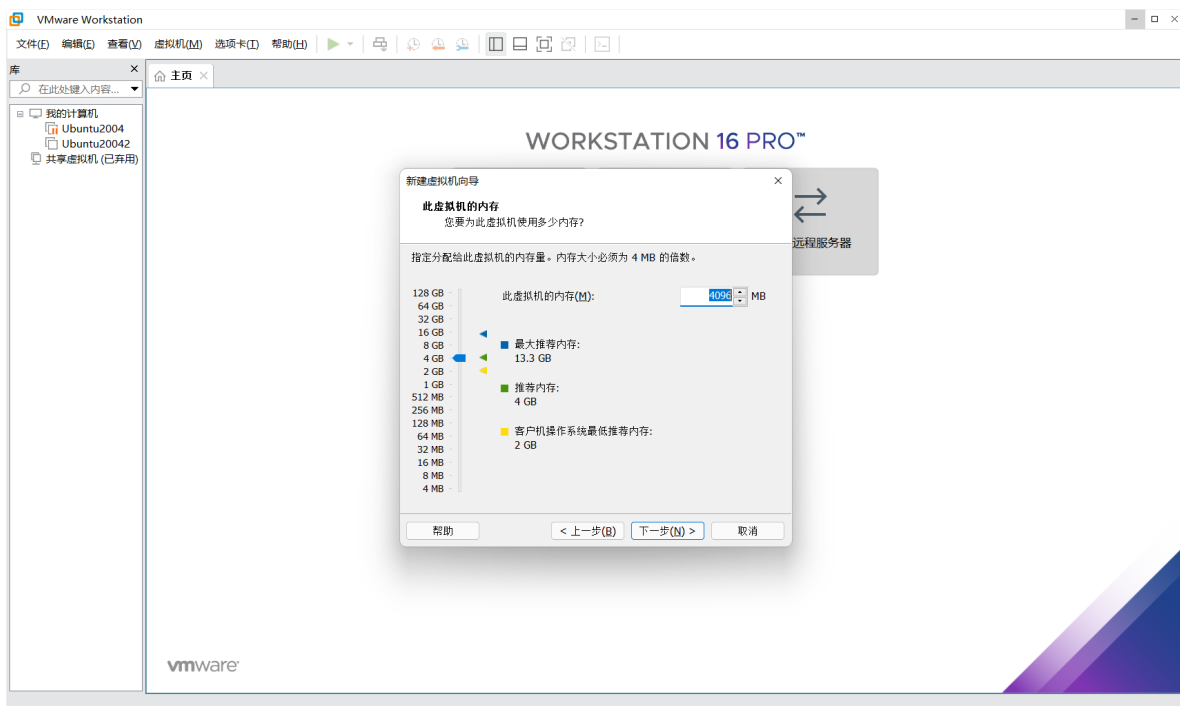 VMware Workstation
文件(F) 编辑(E) 查看(V) 虚拟机(M) 选项卡(T) 帮助(H)
库
主页
在此处键入内容...
我的计算机
Ubuntu2004
Ubuntu20042
共享虚拟机 (已弃用)
WORKSTATION 16 PRO™
远程服务器
新建虚拟机向导
此虚拟机的内存
您要为此虚拟机使用多少内存?
指定分配给此虚拟机的内存量。内存大小必须为 4 MB 的倍数。
128 GB
64 GB
32 GB
16 GB
8 GB
4 GB
2 GB
1 GB
512 MB
256 MB
128 MB
64 MB
32 MB
16 MB
8 MB
4 MB
此虚拟机的内存(M): 4096 MB
最大推荐内存:
13.3 GB
推荐内存:
4 GB
客户机操作系统最低推荐内存:
2 GB
帮助 < 上一步(B) 下一步(N) > 取消
vmware